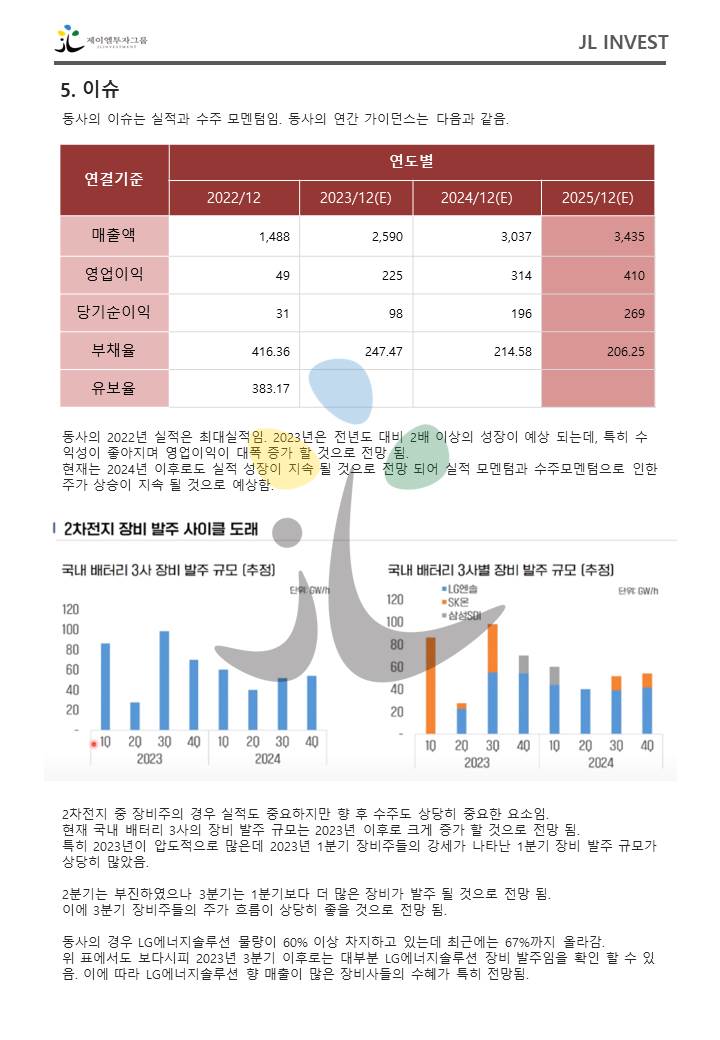 제이엘투자그룹
JLINVESTMENT
JL INVEST
5. 이슈
동사의 이슈는 실적과 수주 모멘텀임. 동사의 연간 가이던스는 다음과 같음.
연결기준
연도별
2022/12 2023/12(E) 2024/12(E) 2025/12(E)
매출액 1,488 2,590 3,037 3,435
영업이익 49 225 314 410
당기순이익 31 98 196 269
부채율 416.36 247.47 214.58 206.25
유보율 383.17
동사의 2022년 실적은 최대실적임. 2023년은 전년도 대비 2배 이상의 성장이 예상 되는데, 특히 수
익성이 좋아지며 영업이익이 대폭 증가 할 것으로 전망 됨.
현재는 2024년 이후로도 실적 성장이 지속 될 것으로 전망 되어 실적 모멘텀과 수주모멘텀으로 인한
주가 상승이 지속 될 것으로 예상함.
2차전지 장비 발주 사이클 도래
국내 배터리 3사 장비 발주 규모 (추정)
단위: GW/h
120
100
80
60
40
20
-
1Q 2Q 3Q 4Q 1Q 2Q 3Q 4Q
2023 2024
국내 배터리 3사별 장비 발주 규모 (추정)
단위: GW/h
LG엔솔
SK온
삼성SDI
120
100
80
60
40
20
-
1Q 2Q 3Q 4Q 1Q 2Q 3Q 4Q
2023 2024
2차전지 중 장비주의 경우 실적도 중요하지만 향 후 수주도 상당히 중요한 요소임.
현재 국내 배터리 3사의 장비 발주 규모는 2023년 이후로 크게 증가 할 것으로 전망 됨.
특히 2023년이 압도적으로 많은데 2023년 1분기 장비주들의 강세가 나타난 1분기 장비 발주 규모가
상당히 많았음.
2분기는 부진하였으나 3분기는 1분기보다 더 많은 장비가 발주 될 것으로 전망 됨.
이에 3분기 장비주들의 주가 흐름이 상당히 좋을 것으로 전망 됨.
동사의 경우 LG에너지솔루션 물량이 60% 이상 차지하고 있는데 최근에는 67%까지 올라감.
위 표에서도 보다시피 2023년 3분기 이후로는 대부분 LG에너지솔루션 장비 발주임을 확인 할 수 있
음. 이에 따라 LG에너지솔루션 향 매출이 많은 장비사들의 수혜가 특히 전망됨.